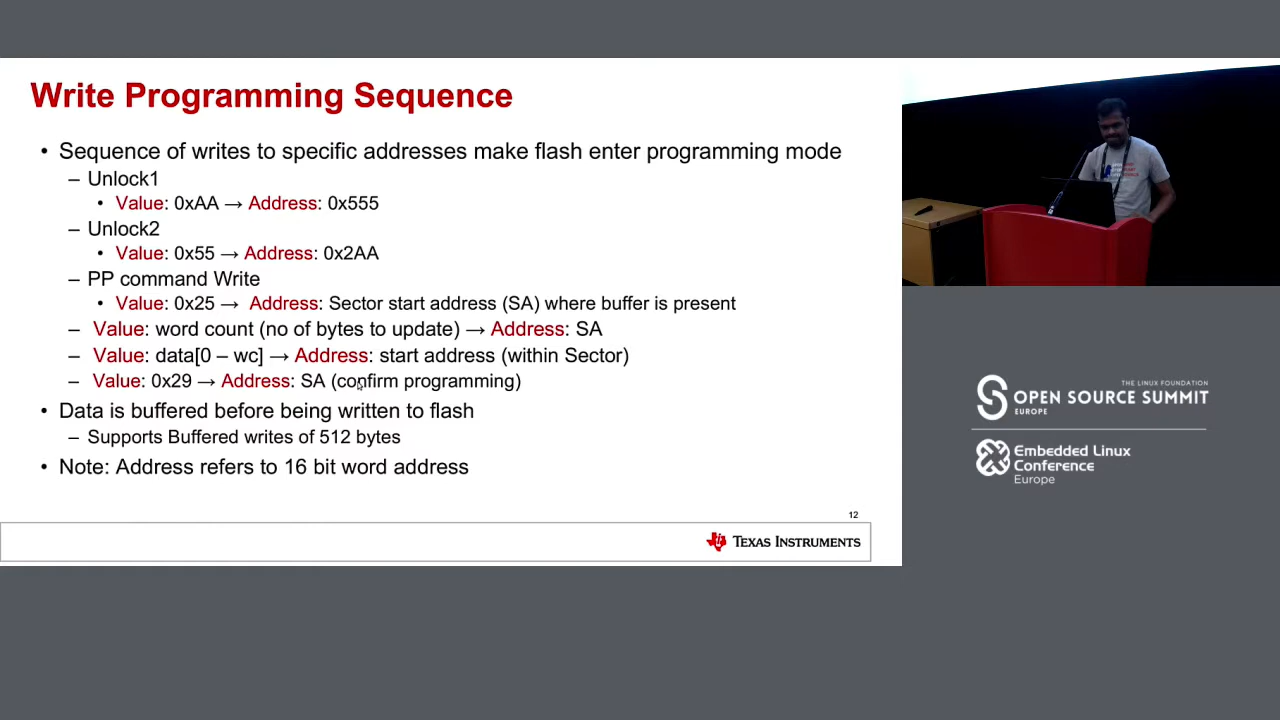 Write Programming Sequence
• Sequence of writes to specific addresses make flash enter programming mode
– Unlock1
• Value: 0xAA → Address: 0x555
– Unlock2
• Value: 0x55 → Address: 0x2AA
– PP command Write
• Value: 0x25 → Address: Sector start address (SA) where buffer is present
– Value: word count (no of bytes to update) → Address: SA
– Value: data[0 – wc] → Address: start address (within Sector)
– Value: 0x29 → Address: SA (confirm programming)
• Data is buffered before being written to flash
– Supports Buffered writes of 512 bytes
• Note: Address refers to 16 bit word address
12
TEXAS INSTRUMENTS
THE LINUX FOUNDATION
OPEN SOURCE SUMMIT
EUROPE
Embedded Linux
Conference
Europe